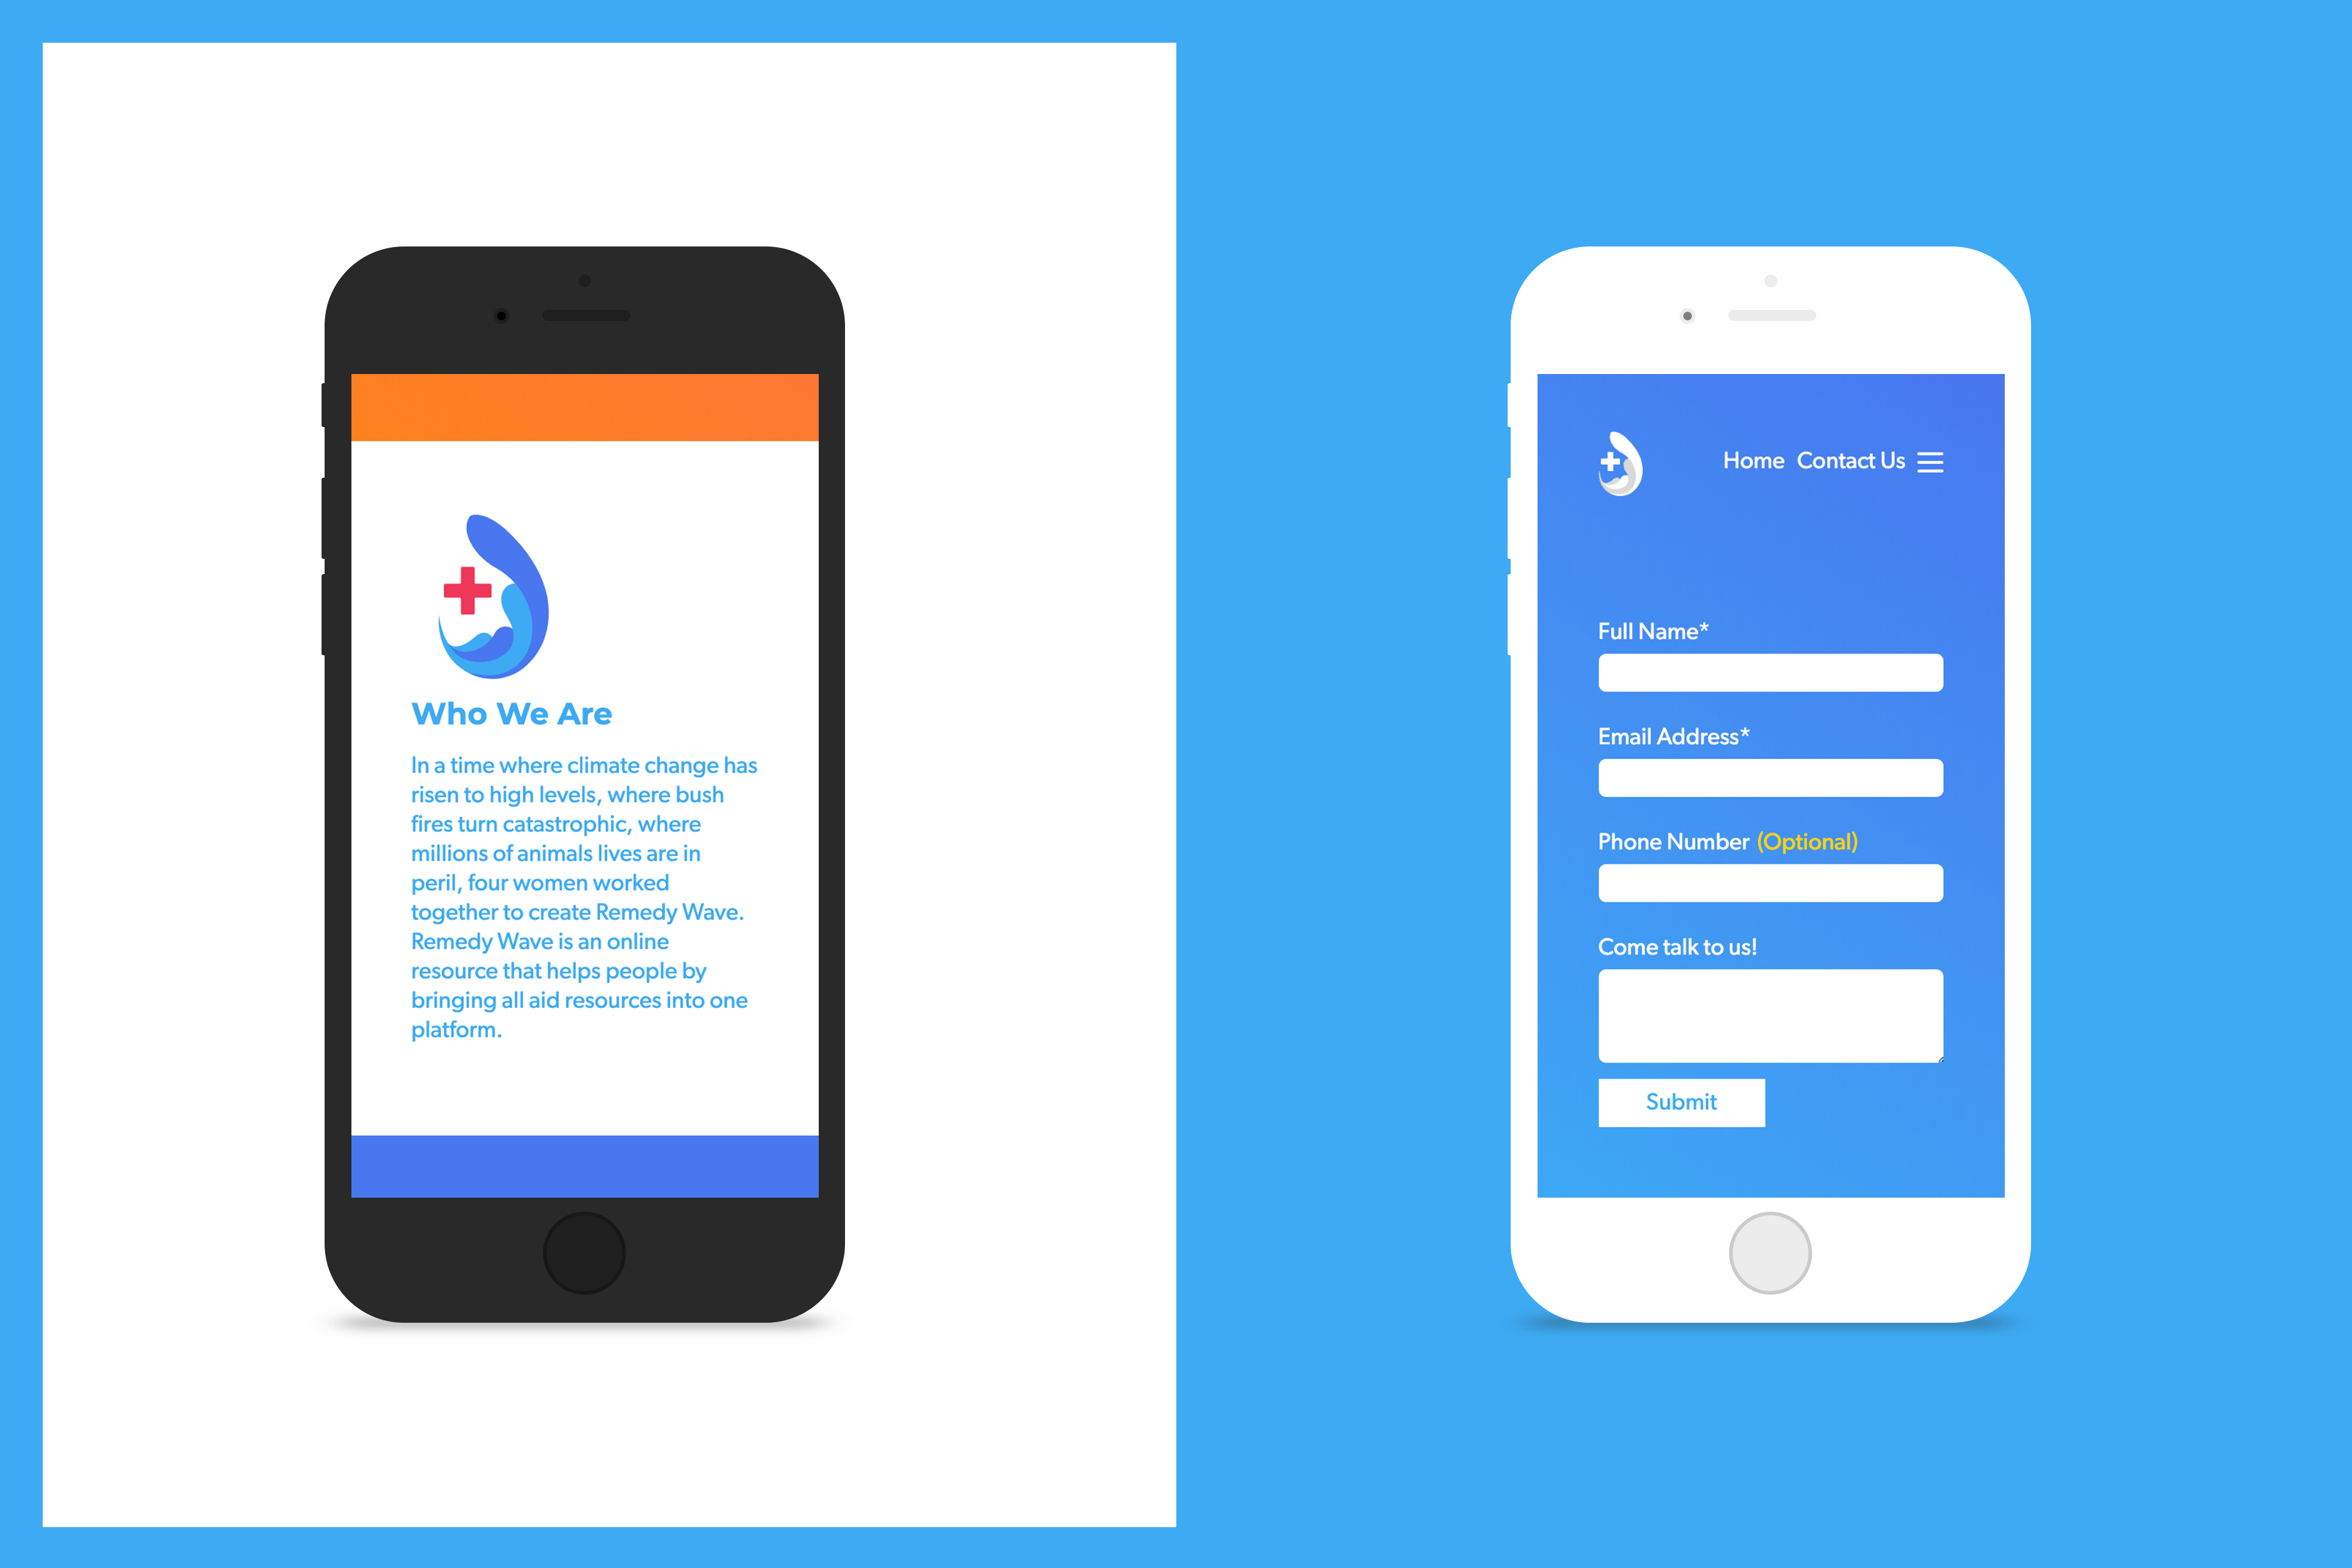 Who We Are
In a time where climate change has
risen to high levels, where bush
fires turn catastrophic, where
millions of animals lives are in
peril, four women worked
together to create Remedy Wave.
Remedy Wave is an online
resource that helps people by
bringing all aid resources into one
platform.
Home Contact Us
Full Name*
Email Address*
Phone Number (Optional)
Come talk to us!
Submit